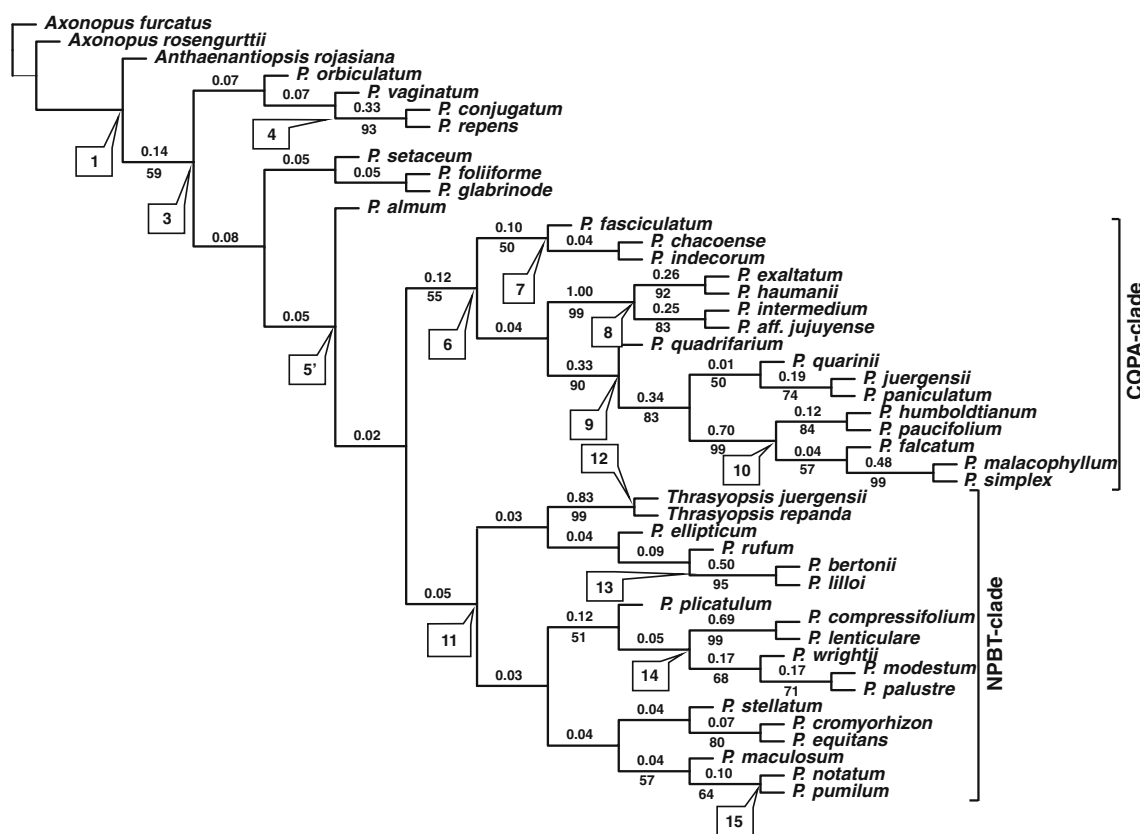 Axonopus furcatus
Axonopus rosengurttii
Anthaenantiopsis rojasiana
0.07
P. orbiculatum
0.07
P. vaginatum
0.33
P. conjugatum
4
93
P. repens
1
0.14
59
0.05
P. setaceum
0.05
P. foliiforme
P. glabrinode
3
P. almum
0.08
0.10
P. fasciculatum
50
0.04
P. chacoense
P. indecorum
0.12
55
7
0.26
P. exaltatum
1.00
92
P. haumanii
99
0.25
P. intermedium
8
83
P. aff. jujuyense
0.05
6
0.04
P. quadrifarium
5’
0.33
90
0.01
P. quarinii
50
0.19
P. juergensii
74
P. paniculatum
0.34
83
9
0.12
P. humboldtianum
0.70
84
P. paucifolium
99
0.04
P. falcatum
10
57
0.48
P. malacophyllum
99
P. simplex
CQPA-clade
0.02
12
0.83
Thrasyopsis juergensii
0.03
99
Thrasyopsis repanda
0.04
P. ellipticum
0.09
P. rufum
0.50
P. bertonii
13
95
P. lilloi
0.05
11
0.12
P. plicatulum
51
0.69
P. compressifolium
0.05
99
P. lenticulare
14
0.17
P. wrightii
68
0.17
P. modestum
71
P. palustre
0.03
0.04
P. stellatum
0.07
P. cromyorhizon
80
P. equitans
0.04
0.04
P. maculosum
57
0.10
P. notatum
64
P. pumilum
15
NPBT-clade